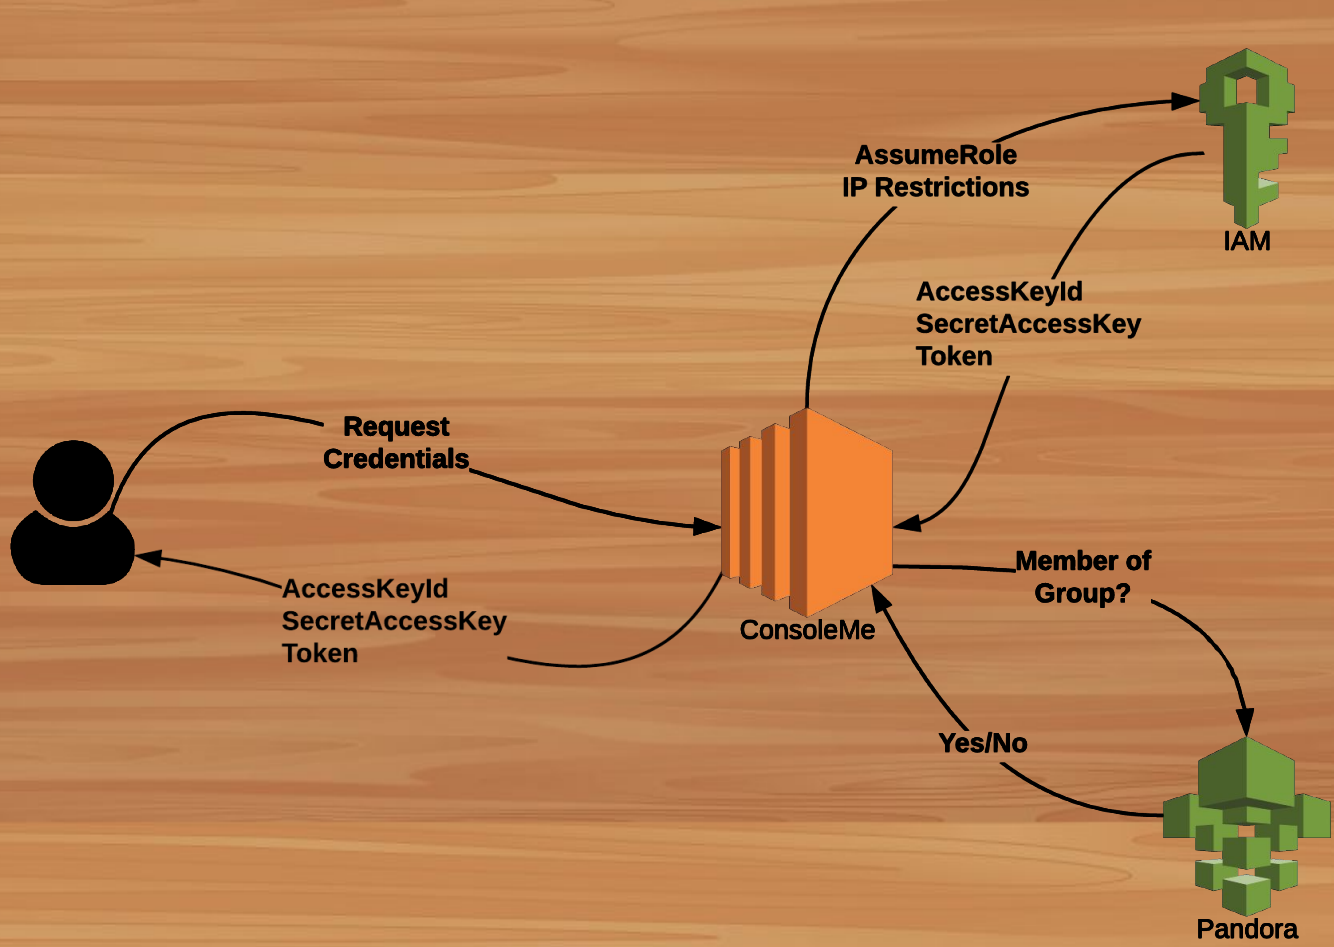 AssumeRole
IP Restrictions
IAM
AccessKeyId
SecretAccessKey
Token
Request
Credentials
ConsoleMe
AccessKeyId
SecretAccessKey
Token
Member of
Group?
Yes/No
Pandora